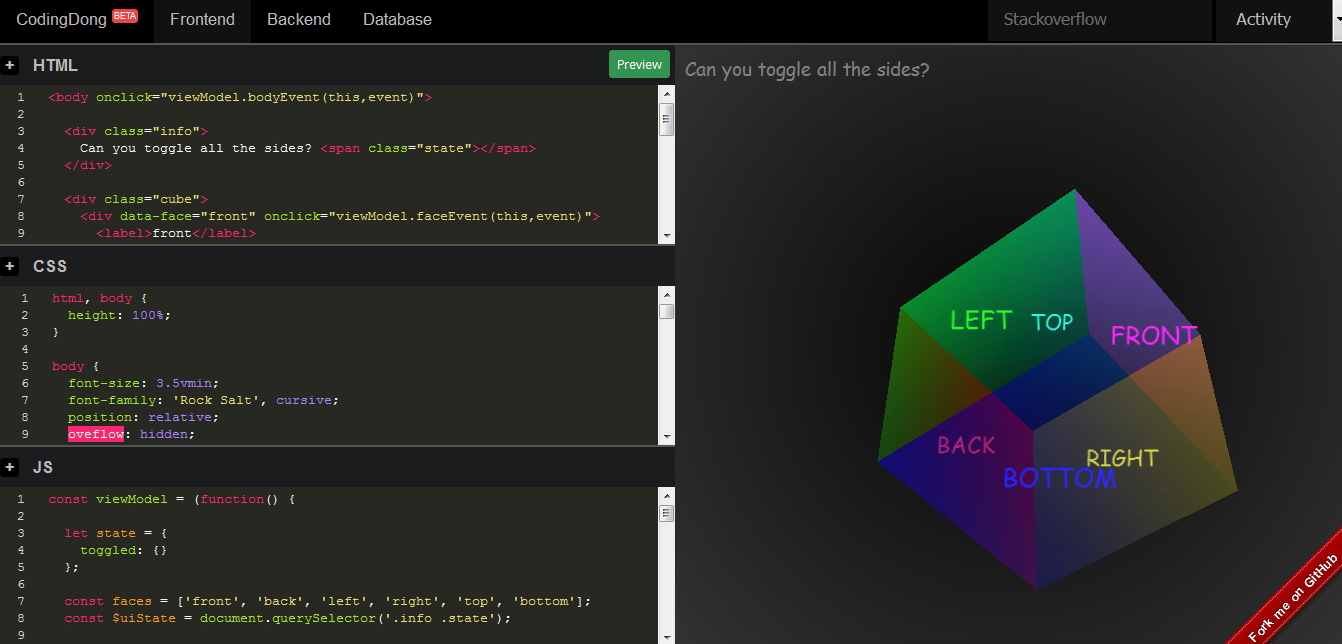 CodingDong BETA Frontend Backend Database Stackoverflow Activity
+ HTML Preview
1 <body onclick="viewModel.bodyEvent(this,event)">
2
3 <div class="info">
4 Can you toggle all the sides? <span class="state"></span>
5 </div>
6
7 <div class="cube">
8 <div data-face="front" onclick="viewModel.faceEvent(this,event)">
9 <label>front</label>
+ CSS
1 html, body {
2 height: 100%;
3 }
4
5 body {
6 font-size: 3.5vmin;
7 font-family: 'Rock Salt', cursive;
8 position: relative;
9 oveflow: hidden;
+ JS
1 const viewModel = (function() {
2
3 let state = {
4 toggled: {}
5 };
6
7 const faces = ['front', 'back', 'left', 'right', 'top', 'bottom'];
8 const $uiState = document.querySelector('.info .state');
9
Can you toggle all the sides?
LEFT TOP FRONT
BACK RIGHT
BOTTOM
Fork me on GitHub